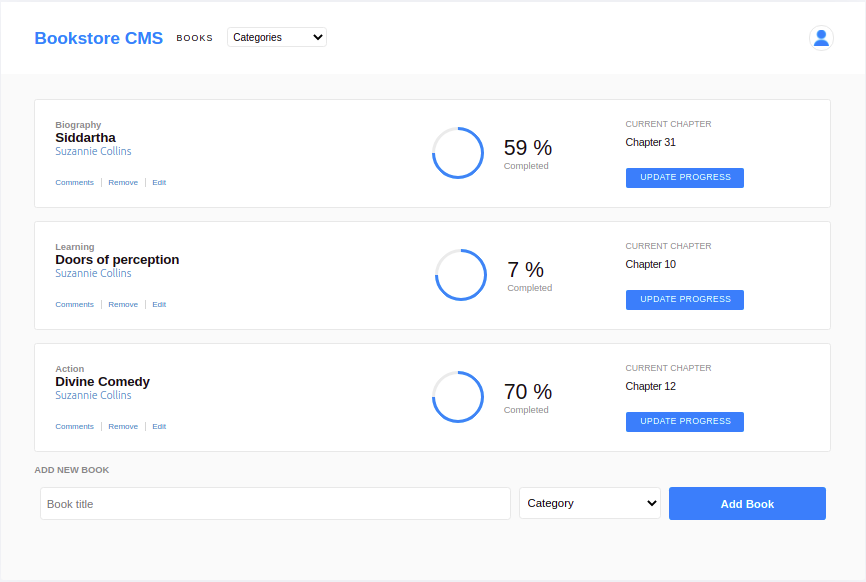 Bookstore CMS BOOKS Categories
Biography
Siddartha
Suzannie Collins
Comments | Remove | Edit
59 %
Completed
CURRENT CHAPTER
Chapter 31
UPDATE PROGRESS
Learning
Doors of perception
Suzannie Collins
Comments | Remove | Edit
7 %
Completed
CURRENT CHAPTER
Chapter 10
UPDATE PROGRESS
Action
Divine Comedy
Suzannie Collins
Comments | Remove | Edit
70 %
Completed
CURRENT CHAPTER
Chapter 12
UPDATE PROGRESS
ADD NEW BOOK
Book title Category Add Book